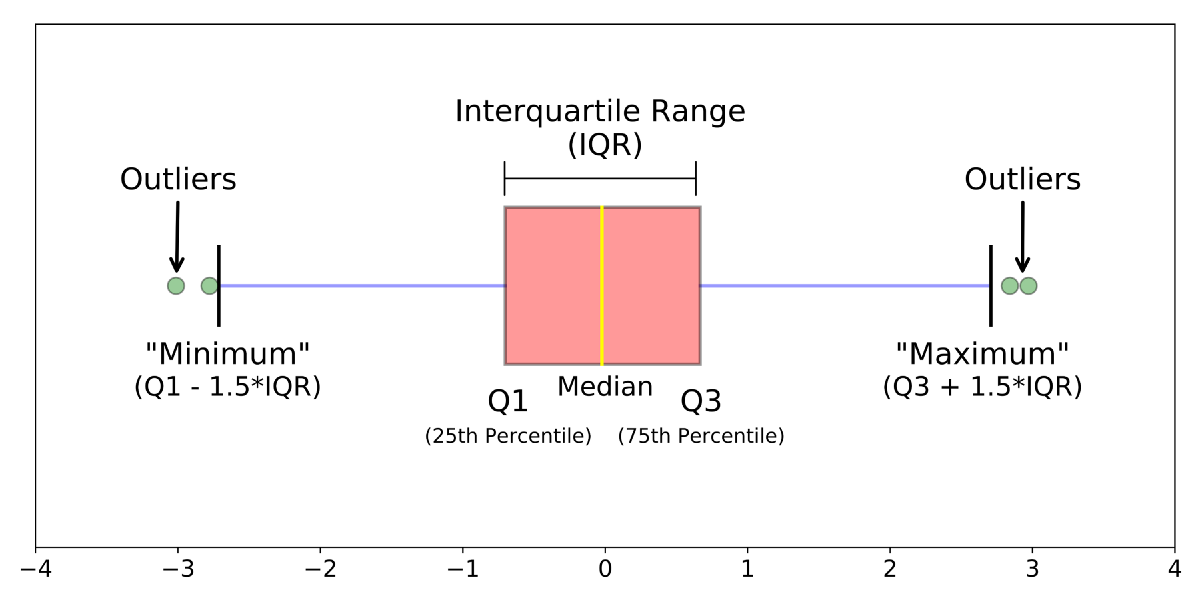 Interquartile Range
(IQR)
Outliers
Outliers
"Minimum"
(Q1 - 1.5*IQR)
"Maximum"
(Q3 + 1.5*IQR)
Median
Q1
Q3
(25th Percentile)
(75th Percentile)
−4 −3 −2 −1 0 1 2 3 4